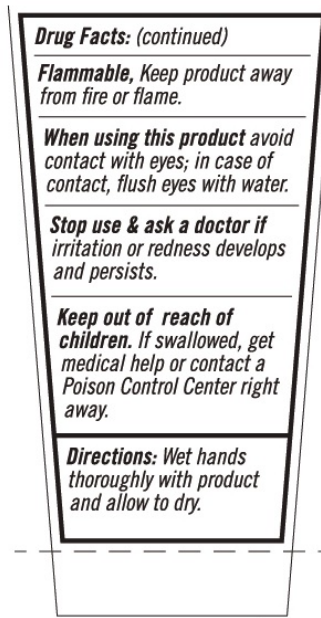 Drug Facts: (continued)
Flammable, Keep product away
from fire or flame.
When using this product avoid
contact with eyes; in case of
contact, flush eyes with water.
Stop use & ask a doctor if
irritation or redness develops
and persists.
Keep out of reach of
children. If swallowed, get
medical help or contact a
Poison Control Center right
away.
Directions: Wet hands
thoroughly with product
and allow to dry.